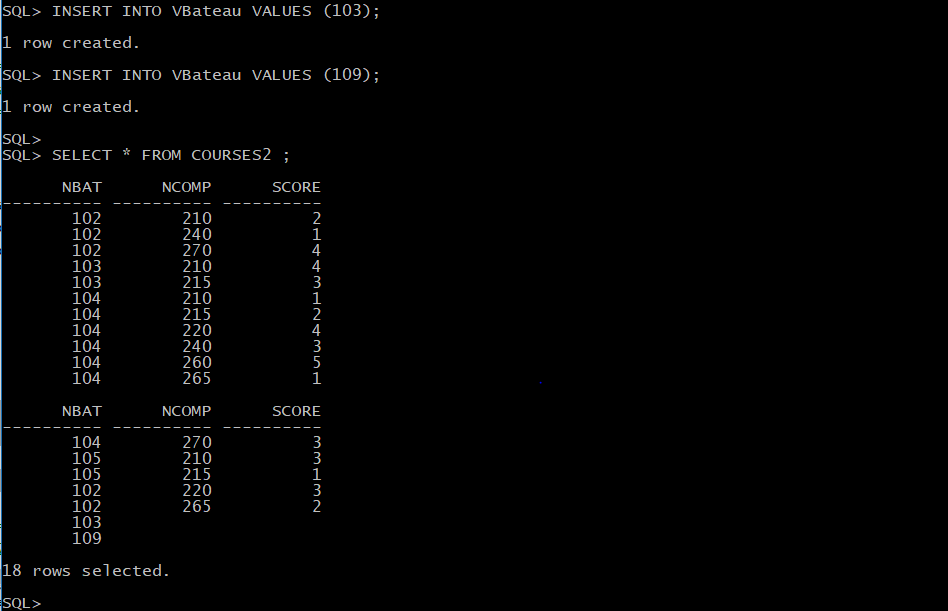 SQL> INSERT INTO VBateau VALUES (103);
1 row created.
SQL> INSERT INTO VBateau VALUES (109);
1 row created.
SQL>
SQL> SELECT * FROM COURSES2 ;
NBAT NCOMP SCORE
---------- ---------- ----------
102 210 2
102 240 1
102 270 4
103 210 4
103 215 3
104 210 1
104 215 2
104 220 4
104 240 3
104 260 5
104 265 1
NBAT NCOMP SCORE
---------- ---------- ----------
104 270 3
105 210 3
105 215 1
102 220 3
102 265 2
103
109
18 rows selected.
SQL>